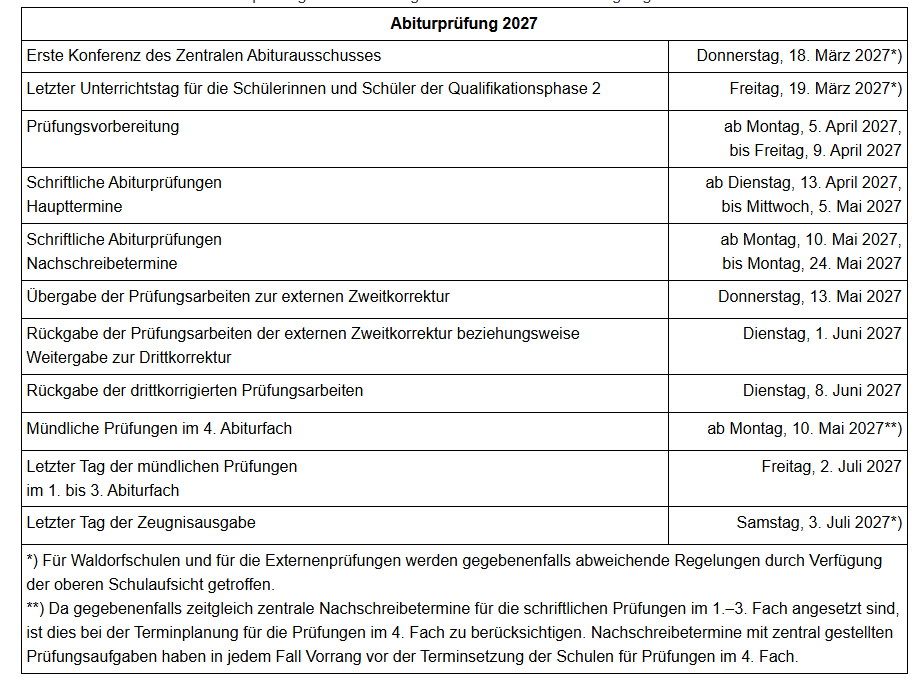 Abiturprüfung 2027
Erste Konferenz des Zentralen Abiturausschusses Donnerstag, 18. März 2027*)
Letzter Unterrichtstag für die Schülerinnen und Schüler der Qualifikationsphase 2 Freitag, 19. März 2027*)
Prüfungsvorbereitung ab Montag, 5. April 2027,
bis Freitag, 9. April 2027
Schriftliche Abiturprüfungen ab Dienstag, 13. April 2027,
Haupttermine bis Mittwoch, 5. Mai 2027
Schriftliche Abiturprüfungen ab Montag, 10. Mai 2027,
Nachschreibetermine bis Montag, 24. Mai 2027
Übergabe der Prüfungsarbeiten zur externen Zweitkorrektur Donnerstag, 13. Mai 2027
Rückgabe der Prüfungsarbeiten der externen Zweitkorrektur beziehungsweise Dienstag, 1. Juni 2027
Weitergabe zur Drittkorrektur
Rückgabe der drittkorrigierten Prüfungsarbeiten Dienstag, 8. Juni 2027
Mündliche Prüfungen im 4. Abiturfach ab Montag, 10. Mai 2027**)
Letzter Tag der mündlichen Prüfungen Freitag, 2. Juli 2027
im 1. bis 3. Abiturfach
Letzter Tag der Zeugnisausgabe Samstag, 3. Juli 2027*)
*) Für Waldorfschulen und für die Externenprüfungen werden gegebenenfalls abweichende Regelungen durch Verfügung
der oberen Schulaufsicht getroffen.
**) Da gegebenenfalls zeitgleich zentrale Nachschreibetermine für die schriftlichen Prüfungen im 1.–3. Fach angesetzt sind,
ist dies bei der Terminplanung für die Prüfungen im 4. Fach zu berücksichtigen. Nachschreibetermine mit zentral gestellten
Prüfungsaufgaben haben in jedem Fall Vorrang vor der Terminsetzung der Schulen für Prüfungen im 4. Fach.